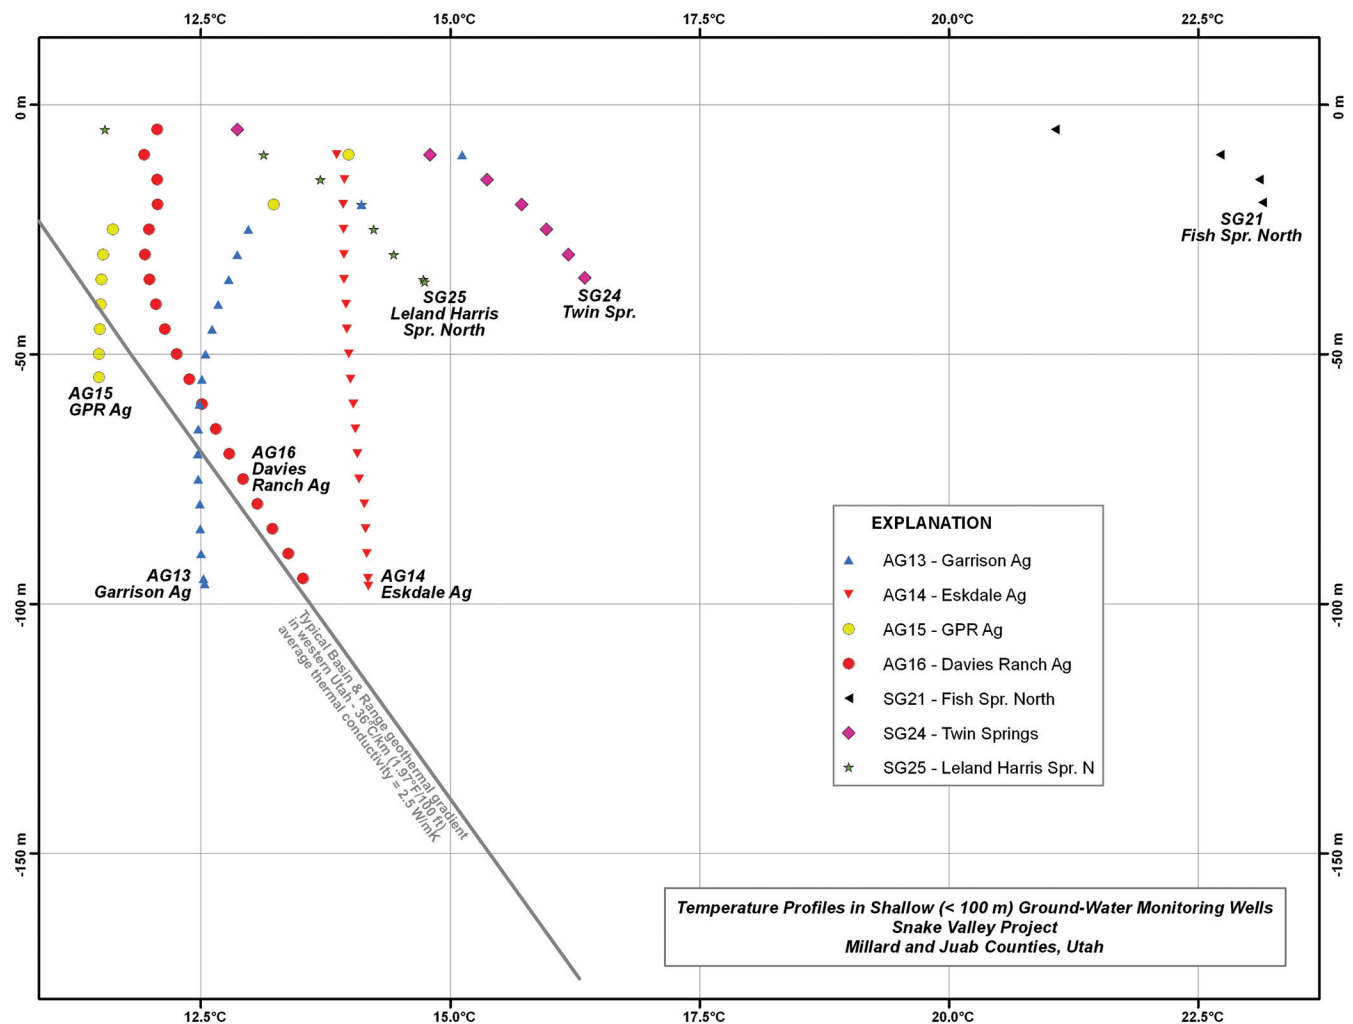 12.5°C 15.0°C 17.5°C 20.0°C 22.5°C
0 m
0 m
SG21
Fish Spr. North
SG25
Leland Harris
Spr. North
SG24
Twin Spr.
-50 m
-50 m
AG15
GPR Ag
AG16
Davies
Ranch Ag
AG13
Garrison Ag
AG14
Eskdale Ag
-100 m
-100 m
Typical Basin & Range geothermal gradient
in western Utah - 36°C/km (1.97°F/100 ft)
average thermal conductivity = 2.5 W/mK
EXPLANATION
AG13 - Garrison Ag
AG14 - Eskdale Ag
AG15 - GPR Ag
AG16 - Davies Ranch Ag
SG21 - Fish Spr. North
SG24 - Twin Springs
SG25 - Leland Harris Spr. N
-150 m
-150 m
Temperature Profiles in Shallow (< 100 m) Ground-Water Monitoring Wells
Snake Valley Project
Millard and Juab Counties, Utah
12.5°C 15.0°C 17.5°C 20.0°C 22.5°C